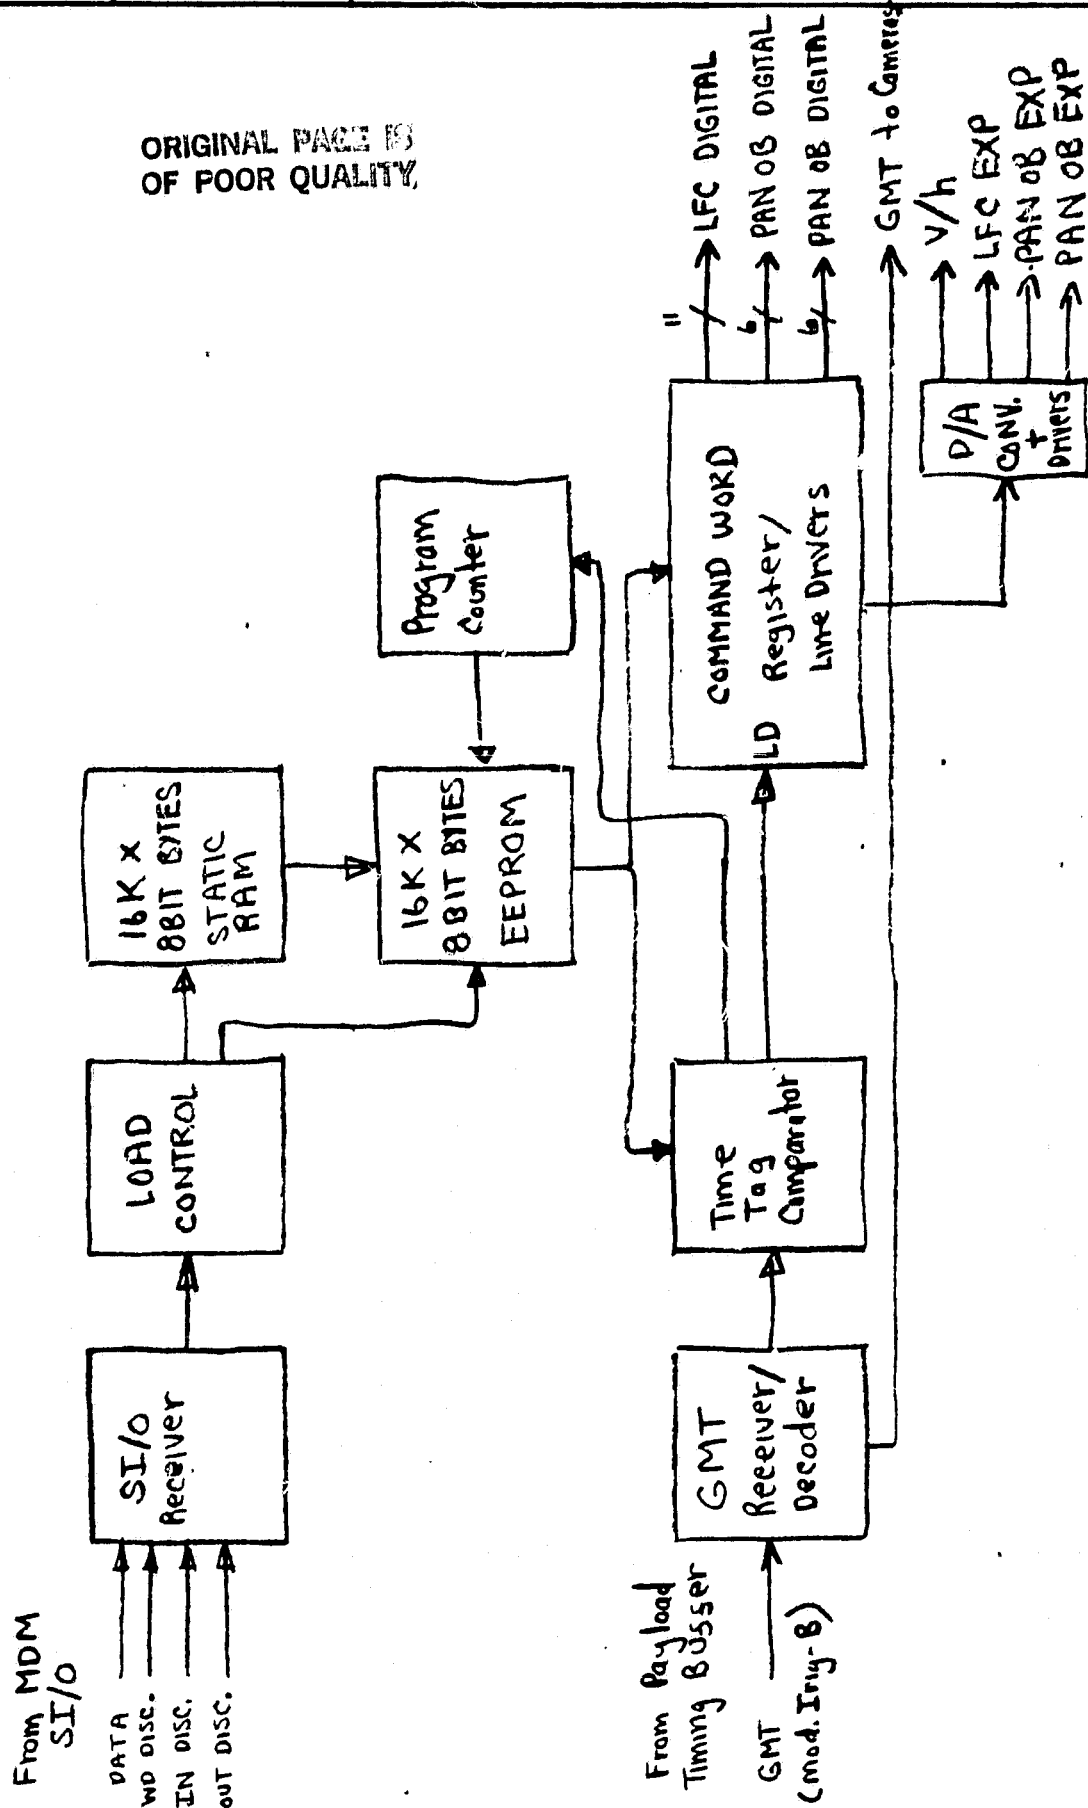 ORIGINAL PAGE IS
OF POOR QUALITY
From MDM
SI/O
DATA
WD DISC.
IN DISC.
OUT DISC.
SI/O
Receiver
LOAD
CONTROL
16K X
8BIT BYTES
STATIC
RAM
16K X
8BIT BYTES
EEPROM
Program
Counter
From Payload
Timing Busser
GMT
(mod. Irig-B)
GMT
Receiver/
Decoder
Time
Tag
Comparitor
LD
COMMAND WORD
Register/
Line Drivers
11
LFC DIGITAL
6
PAN OB DIGITAL
6
PAN OB DIGITAL
GMT to Cameras
D/A
CONV.
+
Drivers
V/h
LFC EXP
PAN OB EXP
PAN OB EXP